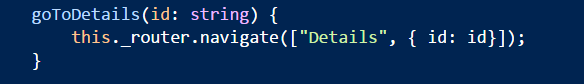 goToDetails(id: string) {
    this._router.navigate(["Details", { id: id}]);
}